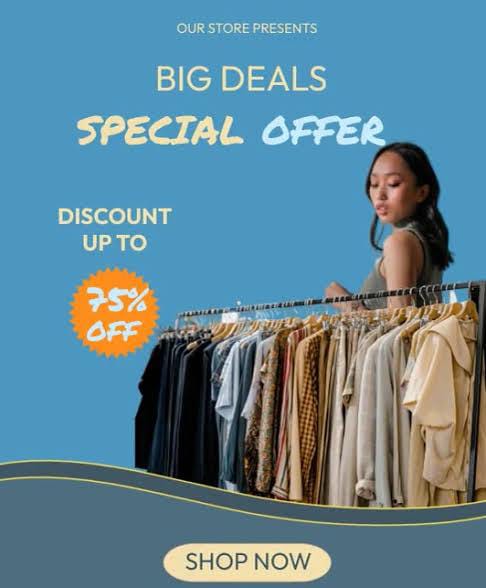 OUR STORE PRESENTS
BIG DEALS
SPECIAL OFFER
DISCOUNT
UP TO
75%
OFF
SHOP NOW